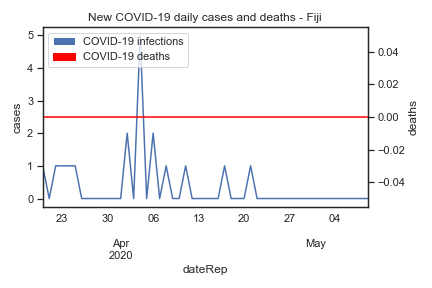 New COVID-19 daily cases and deaths - Fiji
COVID-19 infections
COVID-19 deaths
5
4
3
2
1
0
cases
0.04
0.02
0.00
−0.02
−0.04
deaths
23 30 06 13 20 27 04
Apr May
2020
dateRep